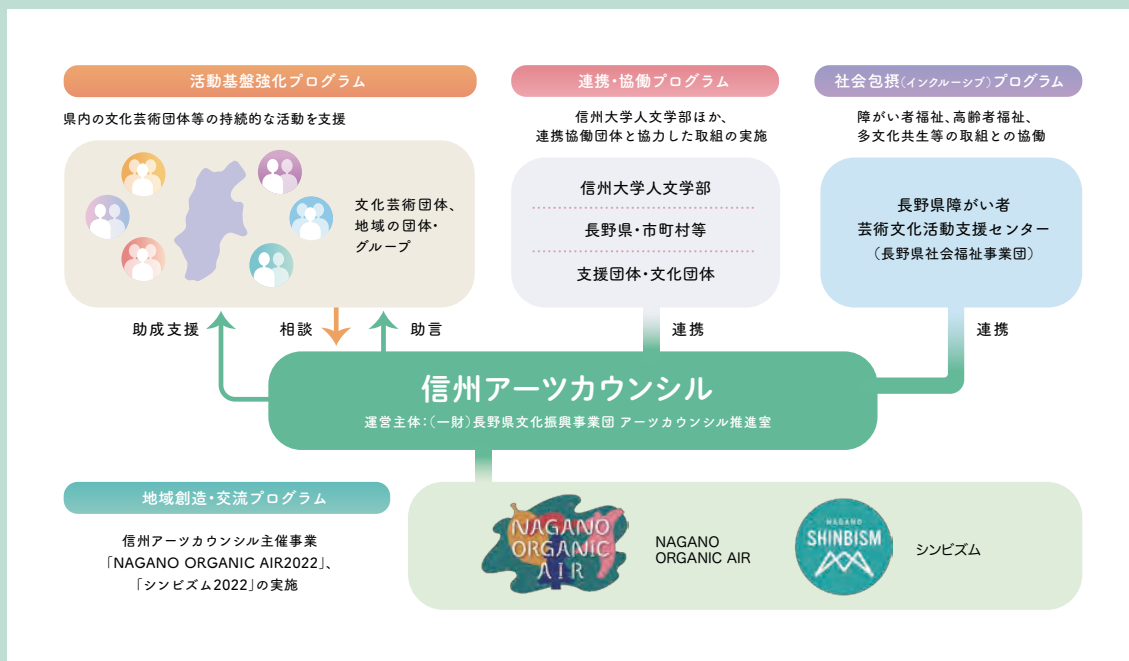 活動基盤強化プログラム
県内の文化芸術団体等の持続的な活動を支援
文化芸術団体、
地域の団体・
グループ
連携・協働プログラム
信州大学人文学部ほか、
連携協働団体と協力した取組の実施
信州大学人文学部
長野県・市町村等
支援団体・文化団体
社会包摂(インクルーシブ)プログラム
障がい者福祉、高齢者福祉、
多文化共生等の取組との協働
長野県障がい者
芸術文化活動支援センター
(長野県社会福祉事業団)
助成支援
相談
助言
連携
連携
信州アーツカウンシル
運営主体:(一財)長野県文化振興事業団 アーツカウンシル推進室
地域創造・交流プログラム
信州アーツカウンシル主催事業
「NAGANO ORGANIC AIR2022」、
「シンビズム2022」の実施
NAGANO
ORGANIC
AIR
NAGANO
ORGANIC AIR
NAGANO
SHINBISM
シンビズム